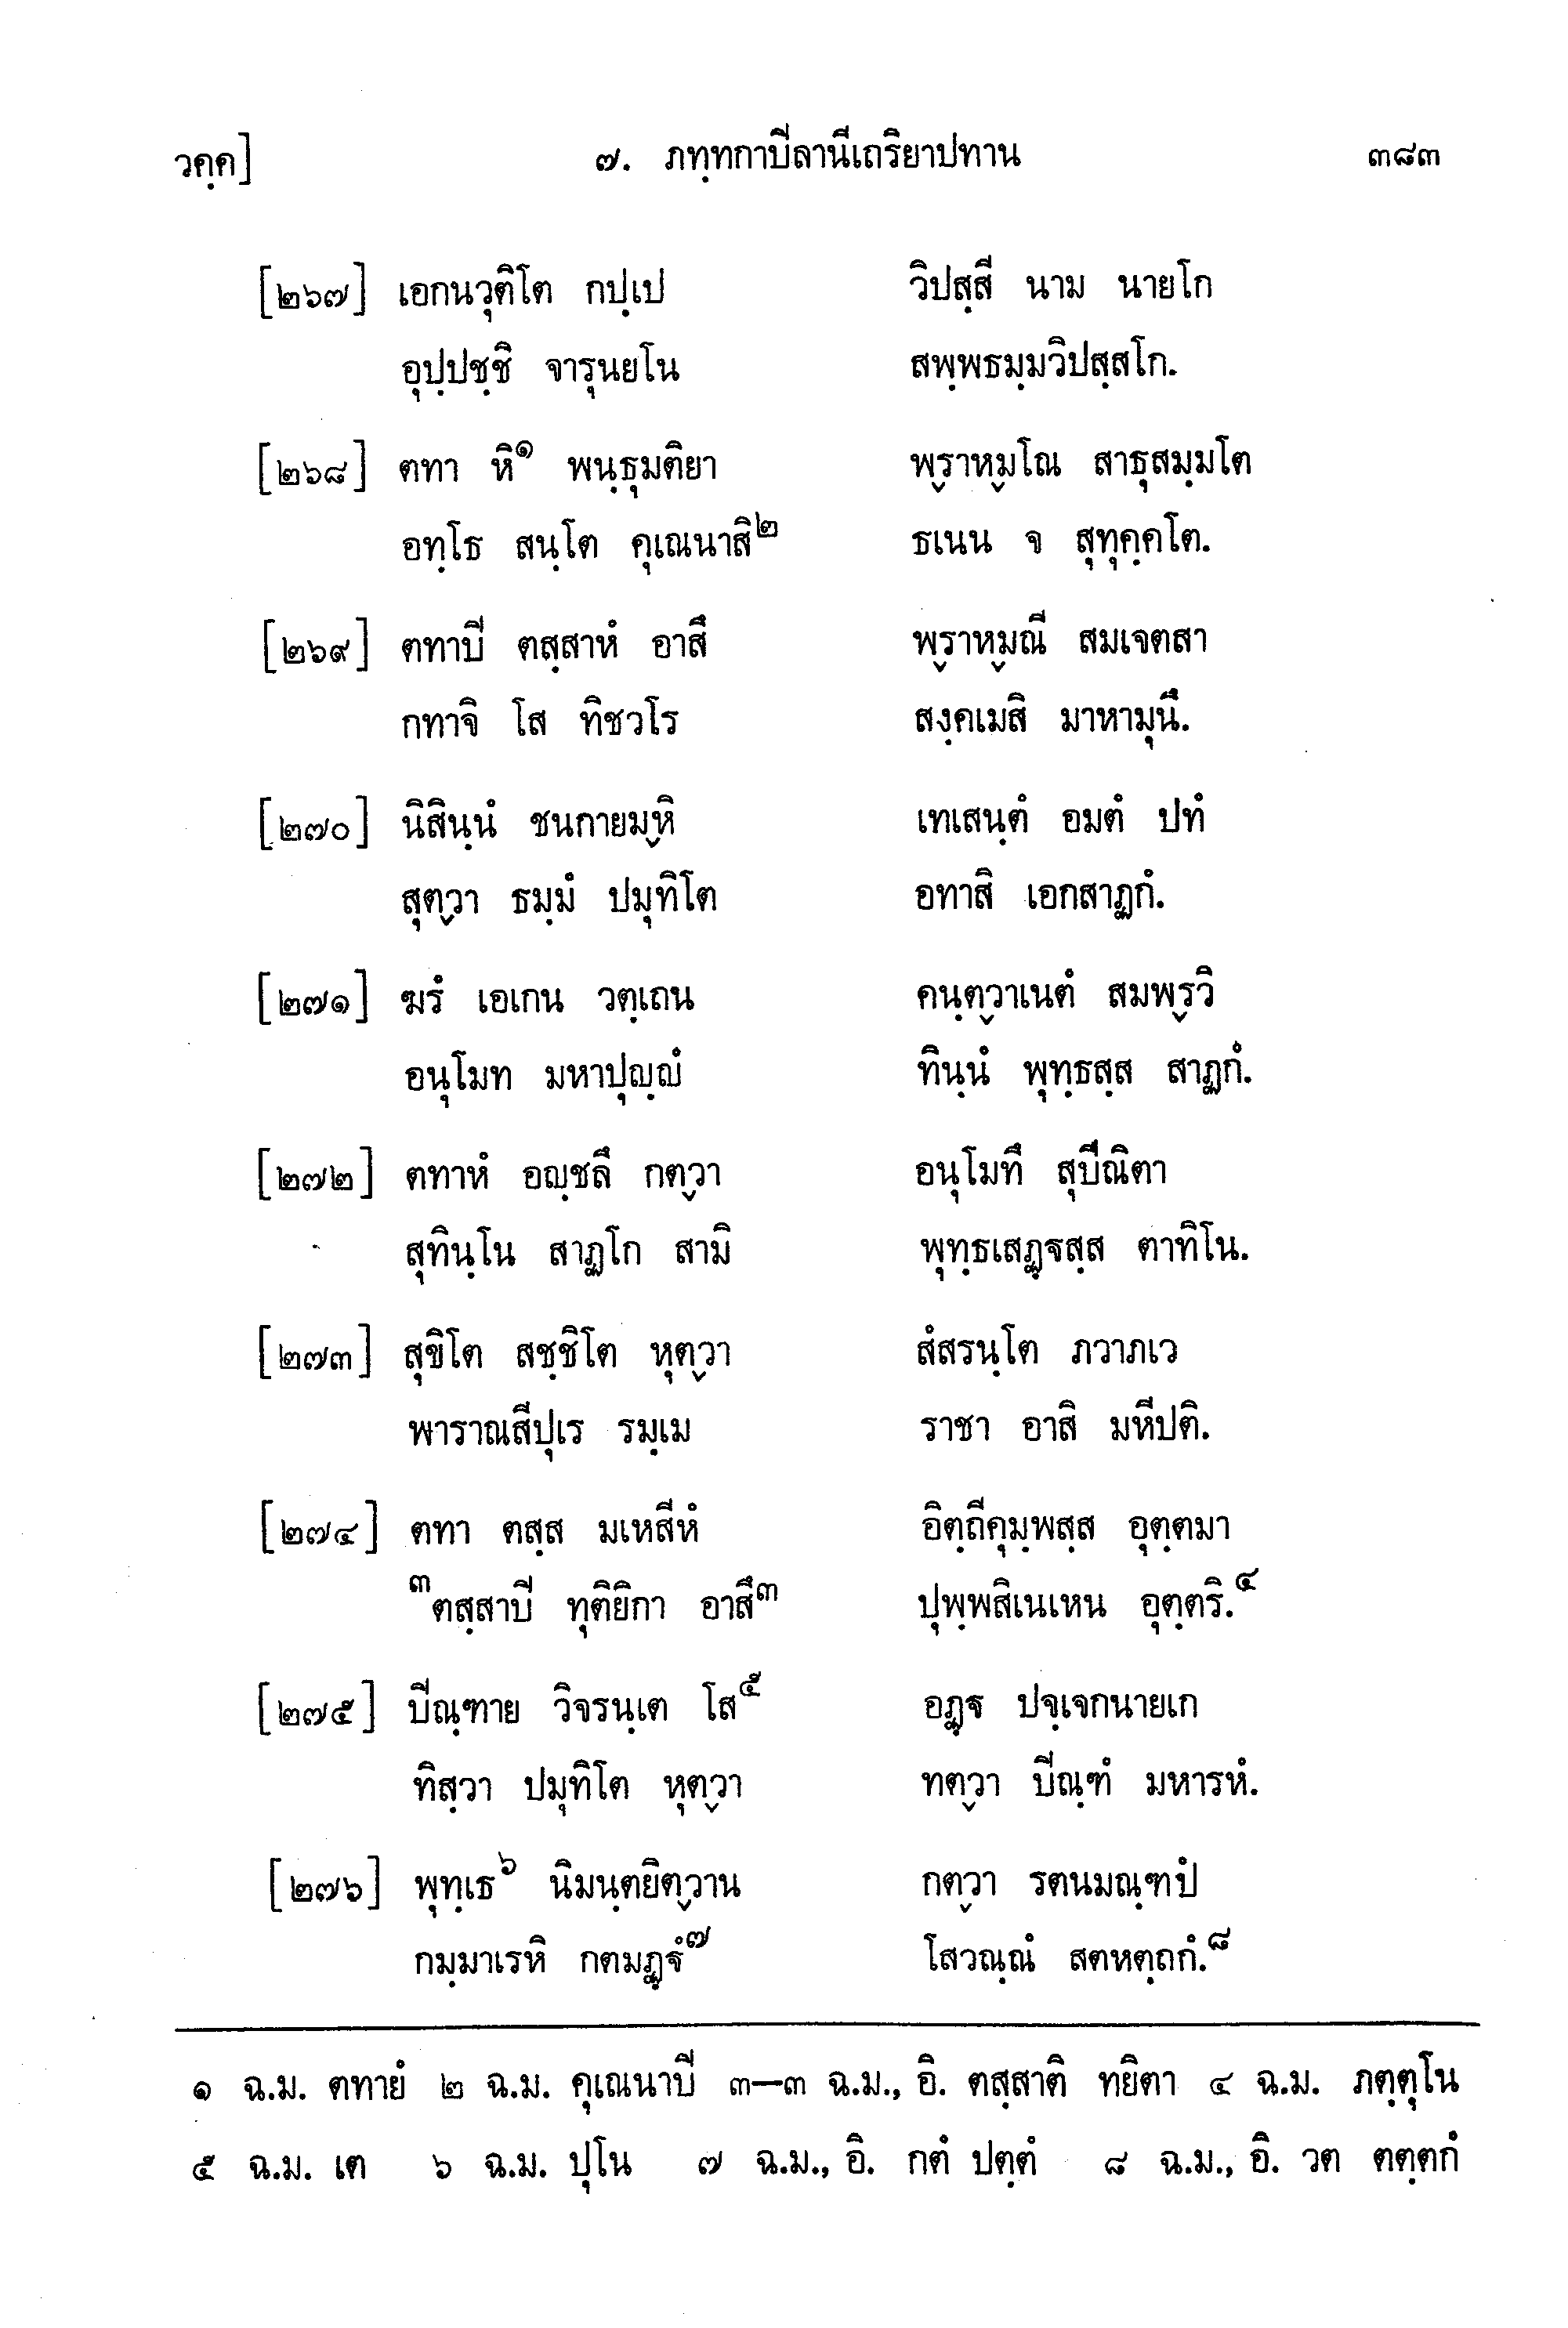 วคฺค] ๗. ภทฺทกาปีลานีเถริยาปทาน ๓๘๓
[๒๖๗] เอกนวุติโต กปฺเป วิปสฺสี นาม นายโก
อุปฺปชฺชิ จารุนยโน สพฺพธมฺมวิปสฺสโก.
[๒๖๘] ตทา หิ๑ พนฺธุมติยา พฺราหฺมโณ สาธุสมฺมโต
อทฺโธ สนฺโต คุเณนาสิ๒ ธเนน จ สุทุคฺคโต.
[๒๖๙] ตทาปี ตสฺสาหํ อาสึ พฺราหฺมณี สมเจตสา
กทาจิ โส ทิชวโร สงฺคเมสิ มาหามุนึ.
[๒๗๐] นิสินฺนํ ชนกายมฺหิ เทเสนฺตํ อมตํ ปทํ
สุตฺวา ธมฺมํ ปมุทิโต อทาสิ เอกสาฏกํ.
[๒๗๑] ฆรํ เอเกน วตฺเถน คนฺตฺวาเนตํ สมพฺรวิ
อนุโมท มหาปุญฺญํ ทินฺนํ พุทฺธสฺส สาฏกํ.
[๒๗๒] ตทาหํ อญฺชลึ กตฺวา อนุโมทึ สุปีณิตา
สุทินฺโน สาฏโก สามิ พุทฺธเสฏฺฐสฺส ตาทิโน.
[๒๗๓] สุขิโต สชฺชิโต หุตฺวา สํสรนฺโต ภวาภเว
พาราณสีปุเร รมฺเม ราชา อาสิ มหีปติ.
[๒๗๔] ตทา ตสฺส มเหสีหํ อิตฺถีคุมฺพสฺส อุตฺตมา
๓ตสฺสาปี ทุติยิกา อาสึ๓ ปุพฺพสิเนเหน อุตฺตริ.๔
[๒๗๕] ปีณฺฑาย วิจรนฺเต โส๕ อฏฺฐ ปจฺเจกนายเก
ทิสฺวา ปมุทิโต หุตฺวา ทตฺวา ปีณฺฑํ มหารหํ.
[๒๗๖] พุทฺเธ๖ นิมนฺตยิตฺวาน กตฺวา รตนมณฺฑปํ
กมฺมาเรหิ กตมฏฺฐํ๗ โสวณฺณํ สตหตฺถกํ.๘
๑ ฉ.ม. ตทายํ ๒ ฉ.ม. คุเณนาปี ๓—๓ ฉ.ม., อิ. ตสฺสาติ ทยิตา ๔ ฉ.ม. ภตฺตุโน
๕ ฉ.ม. เต ๖ ฉ.ม. ปุโน ๗ ฉ.ม., อิ. กตํ ปตฺตํ ๘ ฉ.ม., อิ. วต ตตฺตกํ